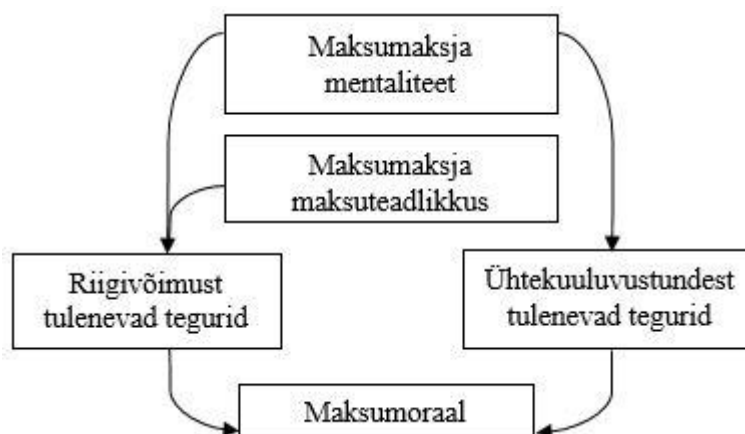 Maksumaksja
mentaliteet
Maksumaksja
maksuteadlikkus
Riigivõimust
tulenevad tegurid
Ühtekuuluvustundest
tulenevad tegurid
Maksumoraal